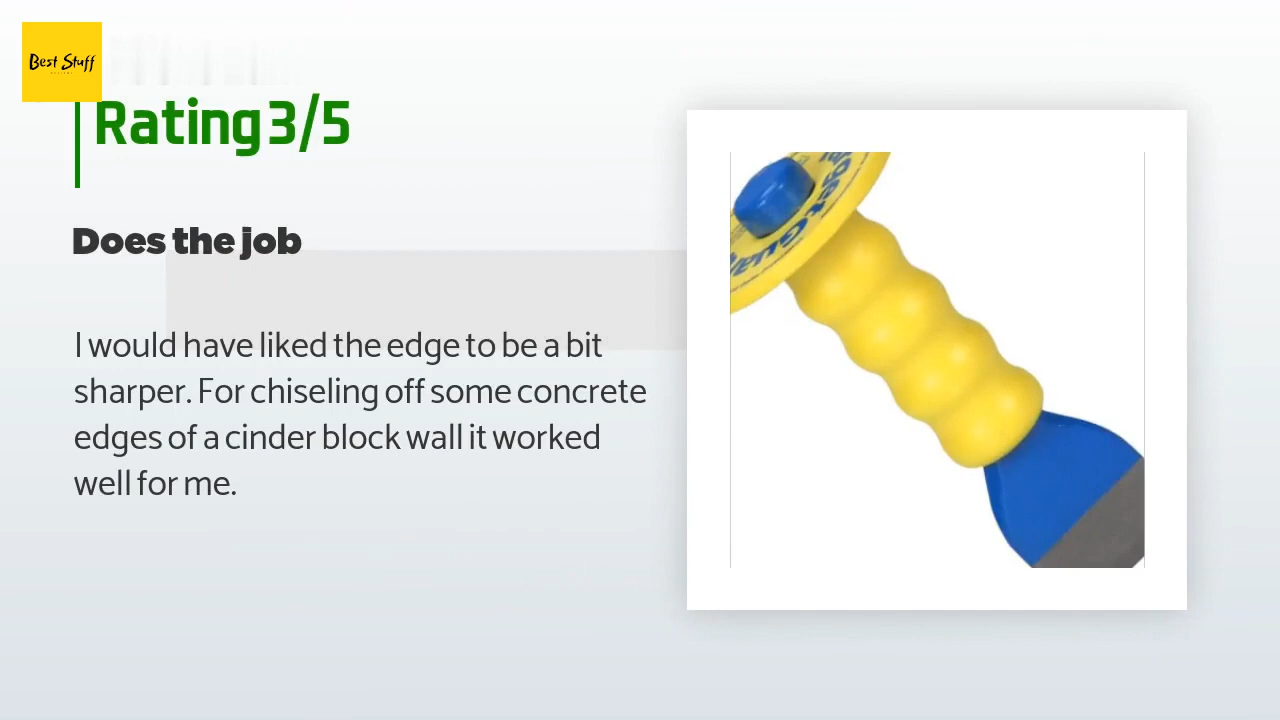 Best Stuff
Rating 3/5
Does the job
I would have liked the edge to be a bit
sharper. For chiseling off some concrete
edges of a cinder block wall it worked
well for me.